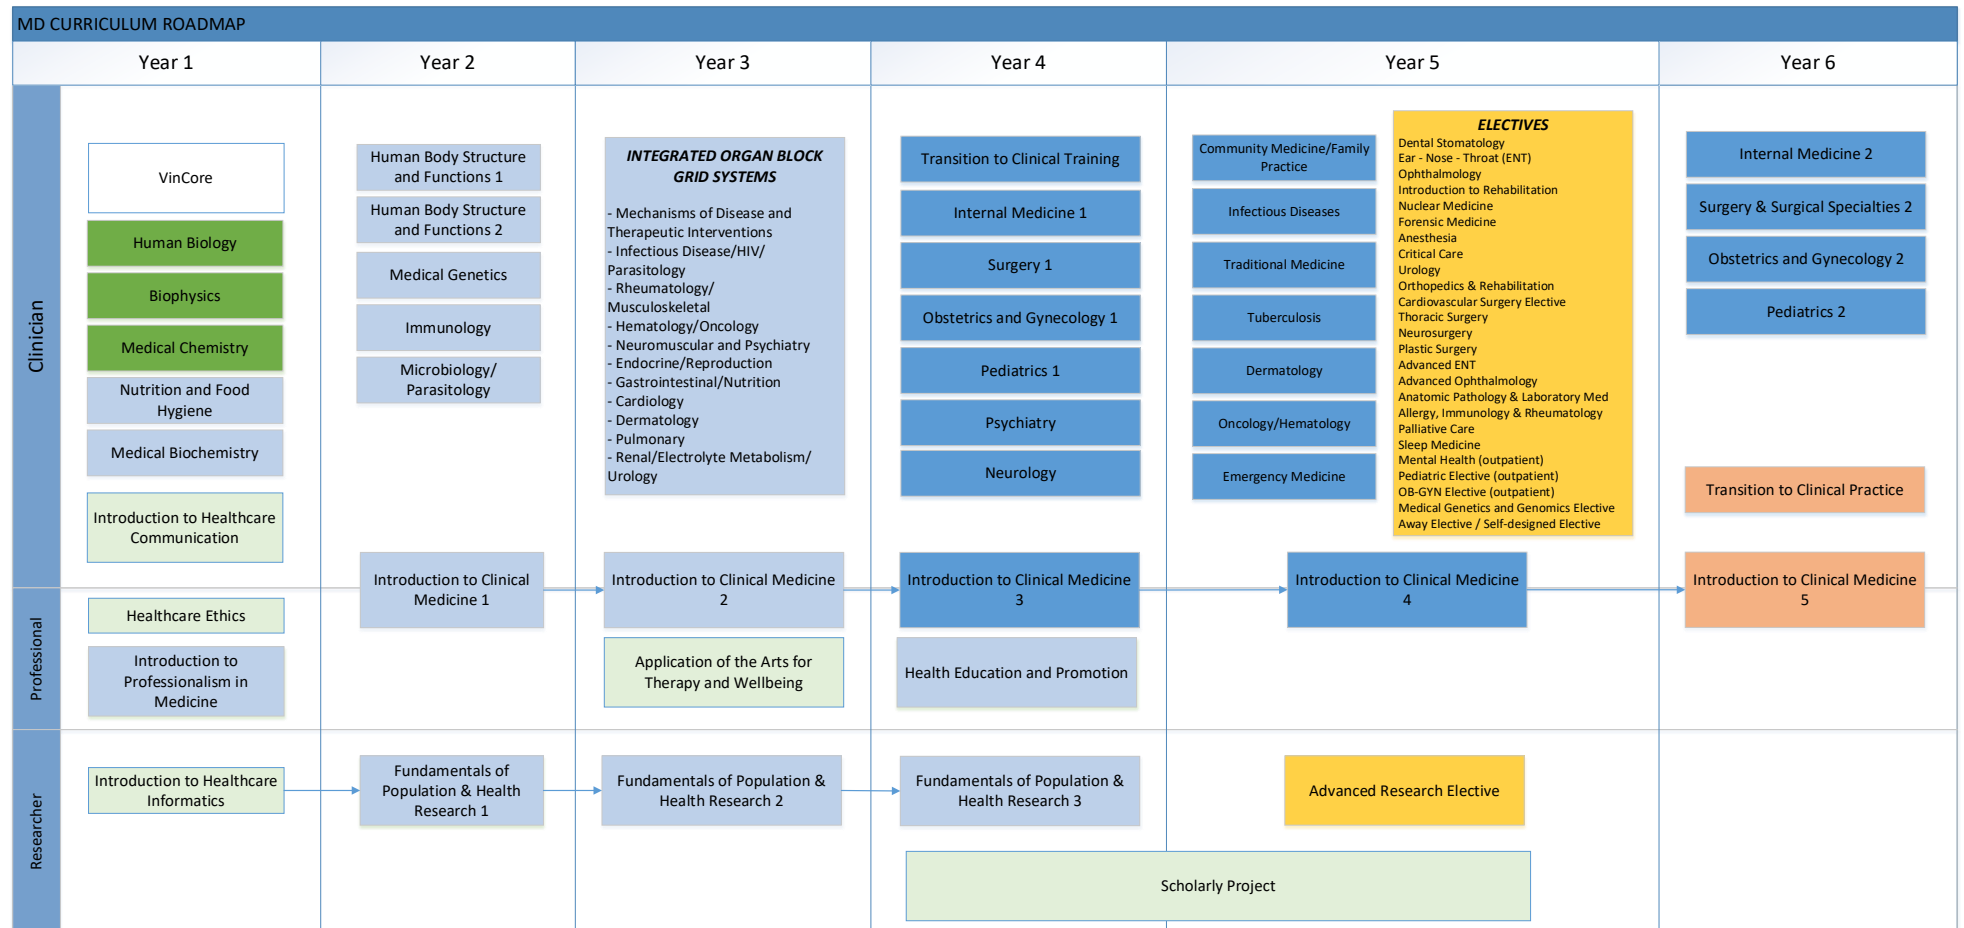 MD CURRICULUM ROADMAP
Year 1
Year 2
Year 3
Year 4
Year 5
Year 6
Clinician
VinCore
Human Biology
Biophysics
Medical Chemistry
Nutrition and Food
Hygiene
Medical Biochemistry
Introduction to Healthcare
Communication
Human Body Structure
and Functions 1
Human Body Structure
and Functions 2
Medical Genetics
Immunology
Microbiology/
Parasitology
INTEGRATED ORGAN BLOCK
GRID SYSTEMS
- Mechanisms of Disease and
Therapeutic Interventions
- Infectious Disease/HIV/
Parasitology
- Rheumatology/
Musculoskeletal
- Hematology/Oncology
- Neuromuscular and Psychiatry
- Endocrine/Reproduction
- Gastrointestinal/Nutrition
- Cardiology
- Dermatology
- Pulmonary
- Renal/Electrolyte Metabolism/
Urology
Transition to Clinical Training
Internal Medicine 1
Surgery 1
Obstetrics and Gynecology 1
Pediatrics 1
Psychiatry
Neurology
Community Medicine/Family
Practice
Infectious Diseases
Traditional Medicine
Tuberculosis
Dermatology
Oncology/Hematology
Emergency Medicine
ELECTIVES
Dental Stomatology
Ear - Nose - Throat (ENT)
Ophthalmology
Introduction to Rehabilitation
Nuclear Medicine
Forensic Medicine
Anesthesia
Critical Care
Urology
Orthopedics & Rehabilitation
Cardiovascular Surgery Elective
Thoracic Surgery
Neurosurgery
Plastic Surgery
Advanced ENT
Advanced Ophthalmology
Anatomic Pathology & Laboratory Med
Allergy, Immunology & Rheumatology
Palliative Care
Sleep Medicine
Mental Health (outpatient)
Pediatric Elective (outpatient)
OB-GYN Elective (outpatient)
Medical Genetics and Genomics Elective
Away Elective / Self-designed Elective
Internal Medicine 2
Surgery & Surgical Specialties 2
Obstetrics and Gynecology 2
Pediatrics 2
Transition to Clinical Practice
Introduction to Clinical
Medicine 1
Introduction to Clinical Medicine
2
Introduction to Clinical Medicine
3
Introduction to Clinical Medicine
4
Introduction to Clinical Medicine
5
Professional
Healthcare Ethics
Introduction to
Professionalism in
Medicine
Application of the Arts for
Therapy and Wellbeing
Health Education and Promotion
Researcher
Introduction to Healthcare
Informatics
Fundamentals of
Population & Health
Research 1
Fundamentals of Population &
Health Research 2
Fundamentals of Population &
Health Research 3
Advanced Research Elective
Scholarly Project